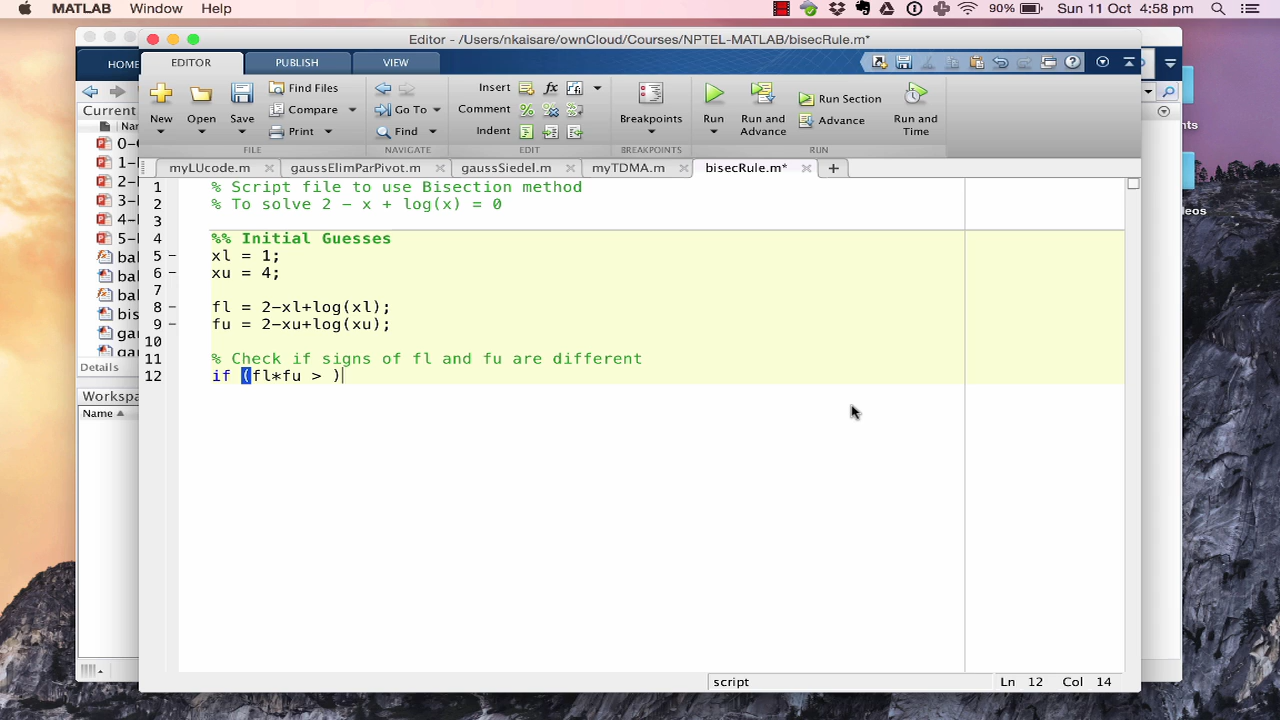 MATLAB Window Help 90% Sun 11 Oct 4:58 pm
Editor - /Users/nkaisare/ownCloud/Courses/NPTEL-MATLAB/bisecRule.m*
HOME EDITOR PUBLISH VIEW
New Open Save Find Files Compare Print
Go To Find
Insert fx Comment % Indent
Breakpoints
Run Run and Advance Run Section Advance Run and Time
FILE NAVIGATE EDIT BREAKPOINTS RUN
myLUcode.m gaussElimParPivot.m gaussSiedel.m myTDMA.m bisecRule.m* +
1 % Script file to use Bisection method
2 % To solve 2 - x + log(x) = 0
3
4 %% Initial Guesses
5 - xl = 1;
6 - xu = 4;
7
8 - fl = 2-xl+log(xl);
9 - fu = 2-xu+log(xu);
10
11 % Check if signs of fl and fu are different
12 if (fl*fu > )
Current
Details
Name
script Ln 12 Col 14